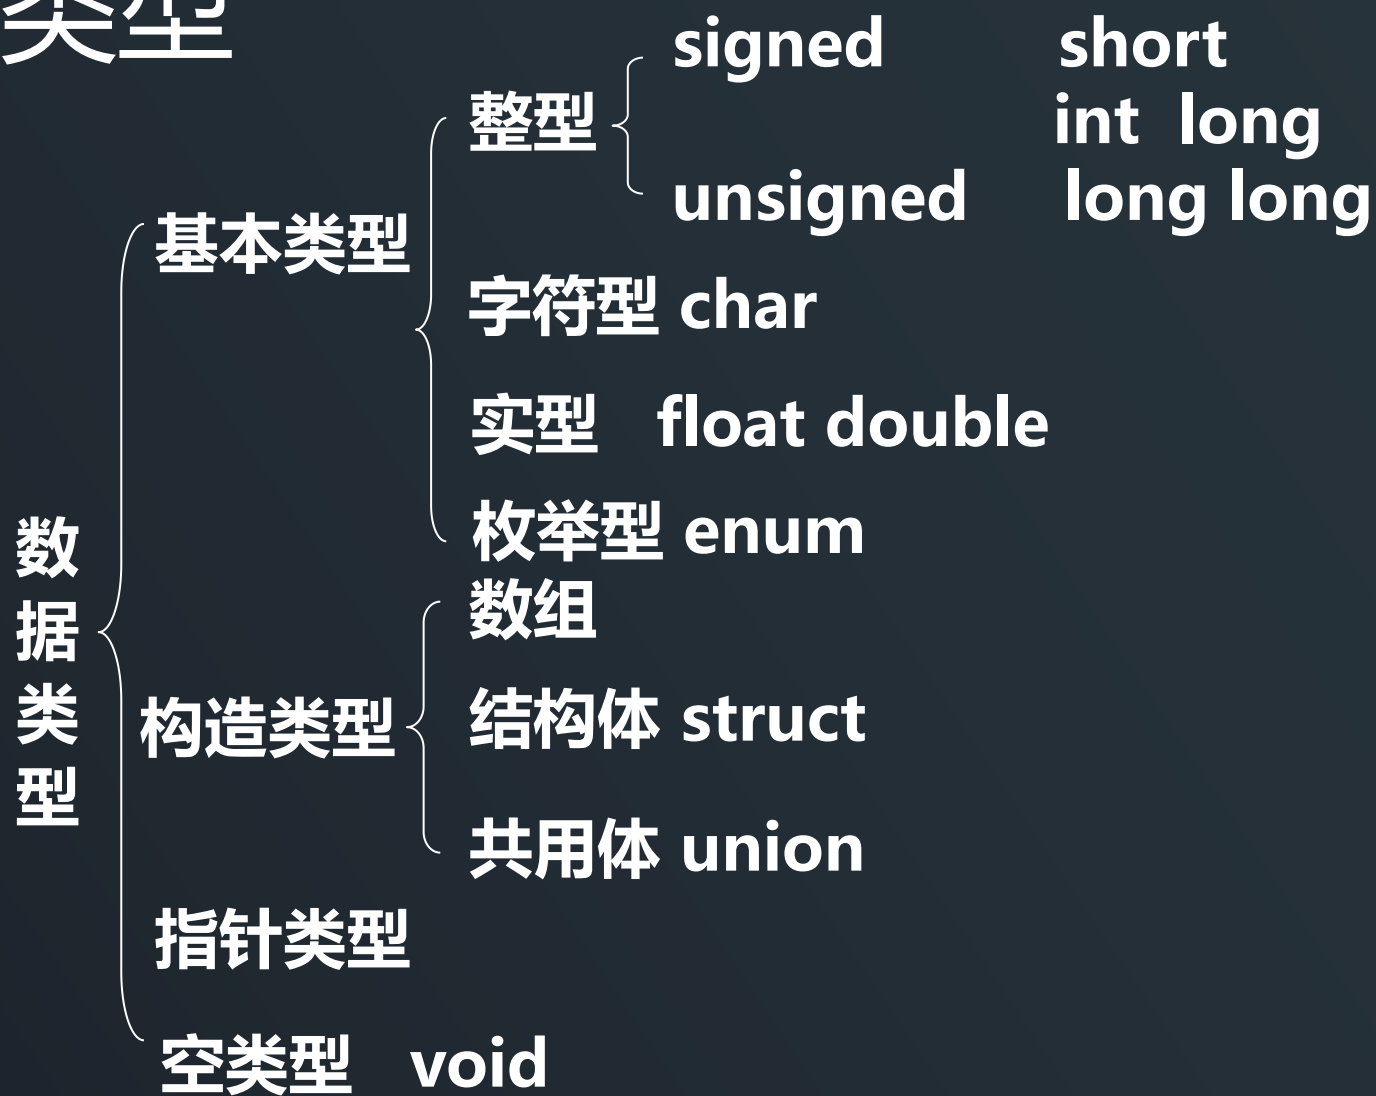 类型
signed short
整型 int long
unsigned long long
基本类型
字符型 char
实型 float double
枚举型 enum
数据类型
数组
构造类型
结构体 struct
共用体 union
指针类型
空类型 void